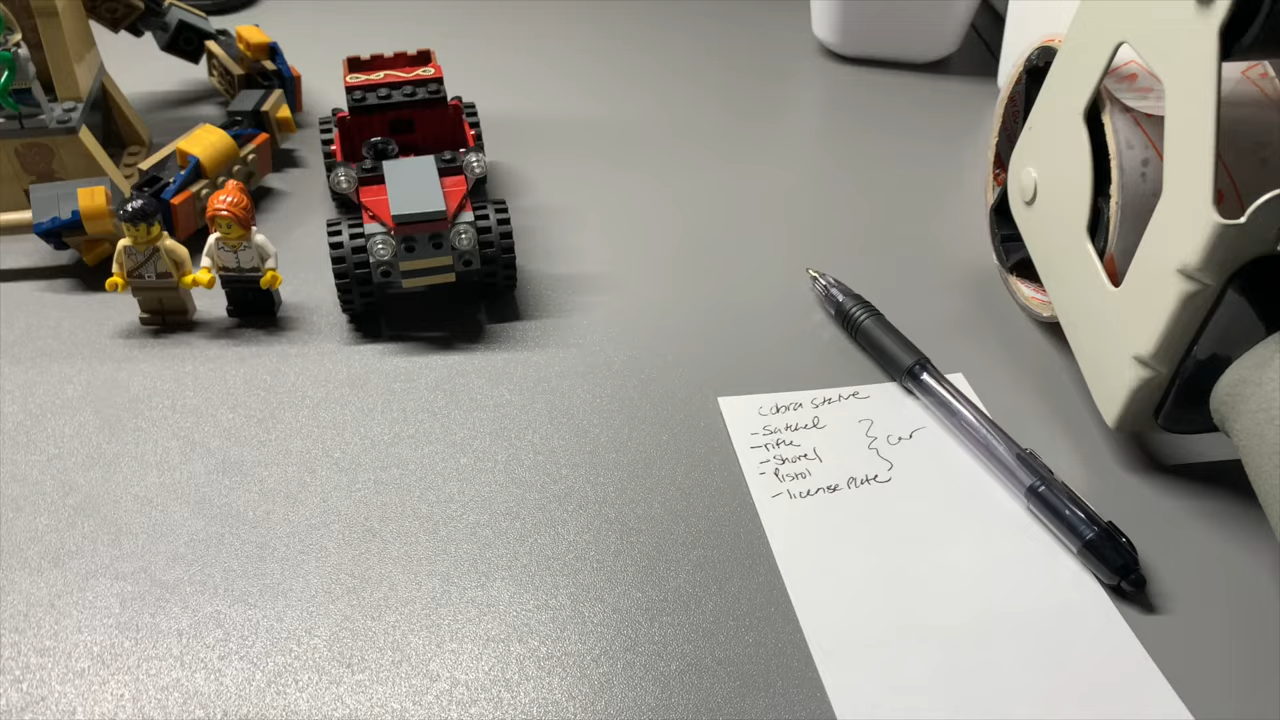 Cobra Statue
- Satchel
- rifle
- Shovel
- Pistol
- license Plate
} car